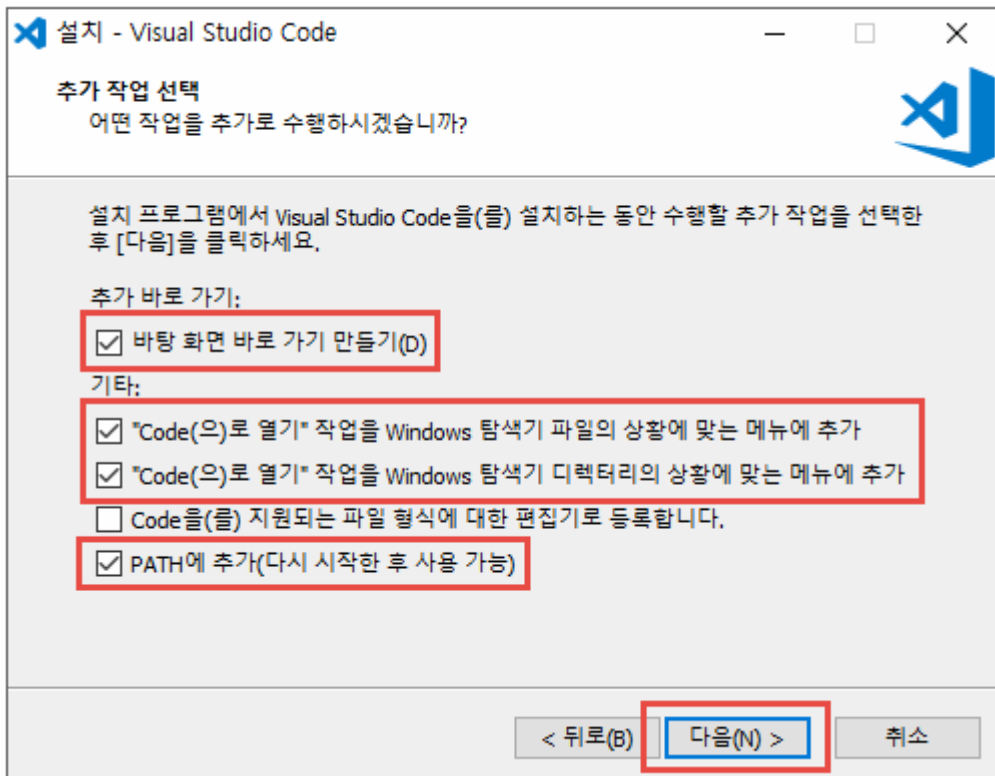 설치 - Visual Studio Code
추가 작업 선택
어떤 작업을 추가로 수행하시겠습니까?
설치 프로그램에서 Visual Studio Code을(를) 설치하는 동안 수행할 추가 작업을 선택한
후 [다음]을 클릭하세요.
추가 바로 가기:
바탕 화면 바로 가기 만들기(D)
기타:
"Code(으)로 열기" 작업을 Windows 탐색기 파일의 상황에 맞는 메뉴에 추가
"Code(으)로 열기" 작업을 Windows 탐색기 디렉터리의 상황에 맞는 메뉴에 추가
Code을(를) 지원되는 파일 형식에 대한 편집기로 등록합니다.
PATH에 추가(다시 시작한 후 사용 가능)
< 뒤로(B) 다음(N) > 취소